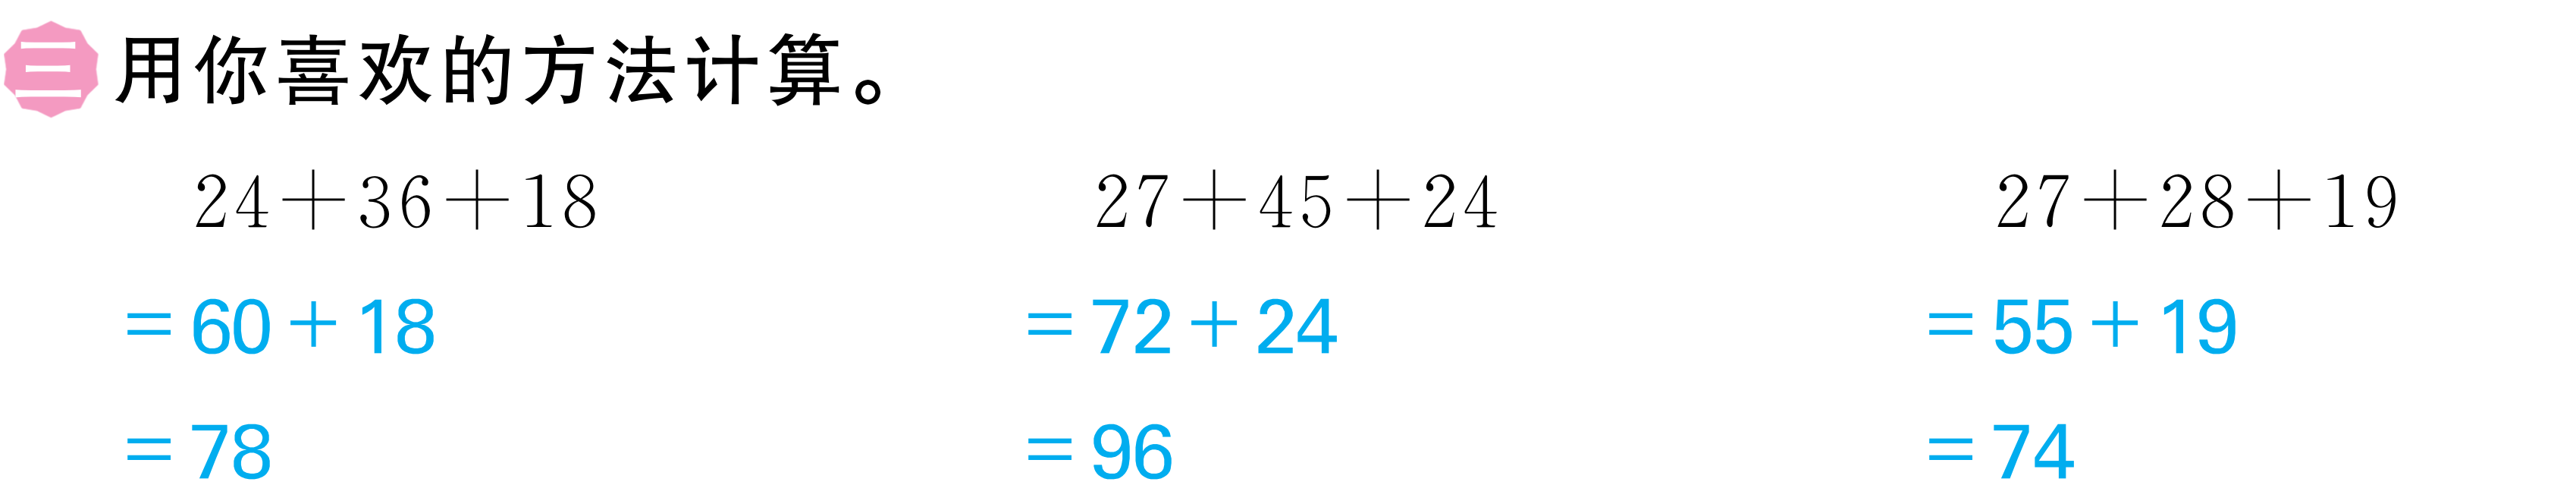 三 用你喜欢的方法计算。
24+36+18 27+45+24 27+28+19
=60+18 =72+24 =55+19
=78 =96 =74